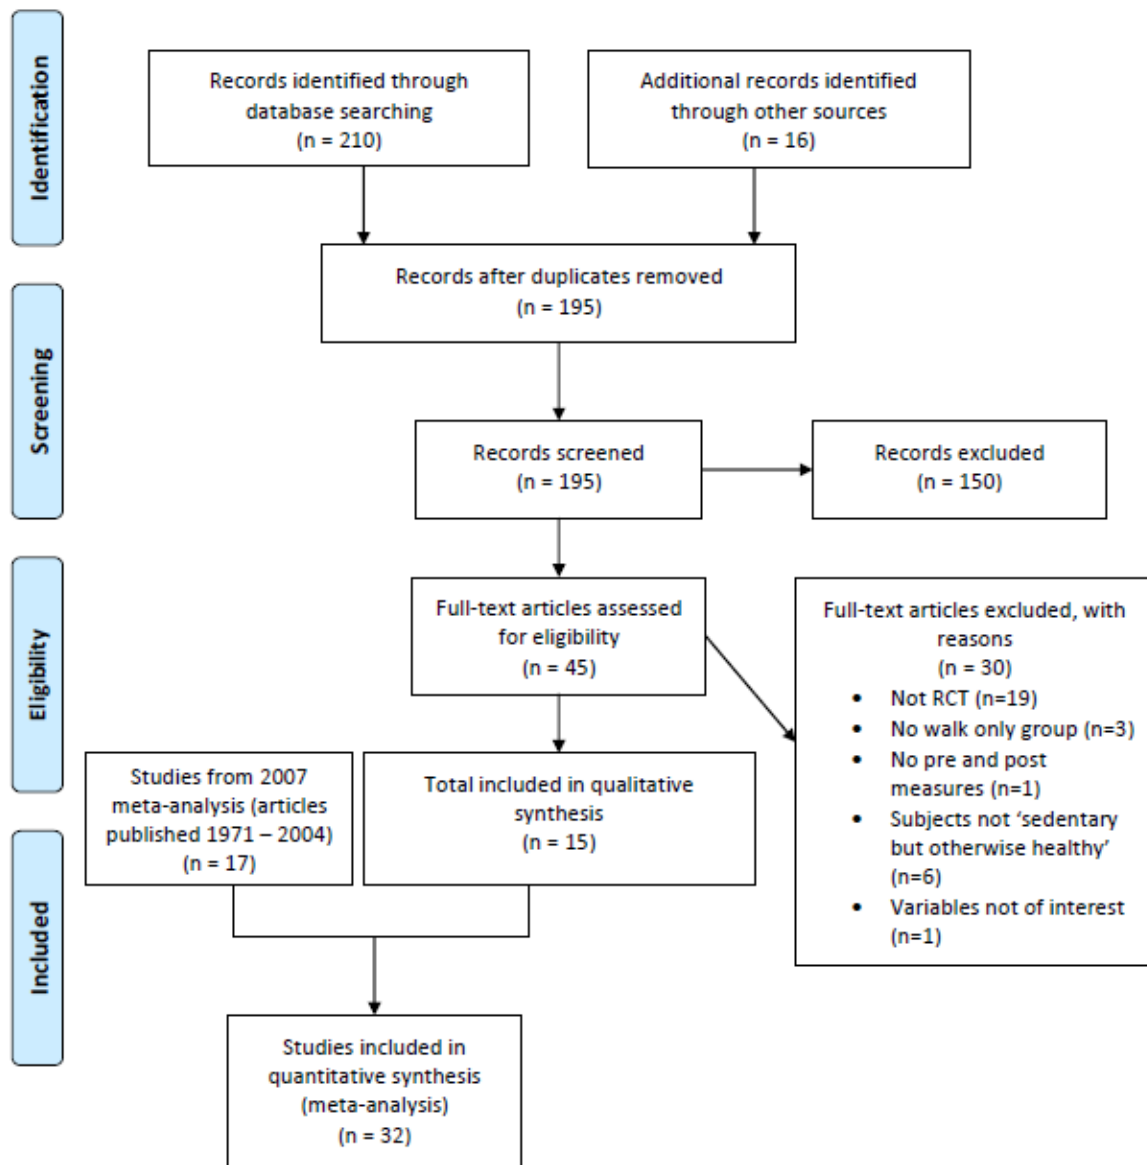 Identification
Records identified through
database searching
(n = 210)
Additional records identified
through other sources
(n = 16)
Records after duplicates removed
(n = 195)
Screening
Records screened
(n = 195)
Records excluded
(n = 150)
Eligibility
Full-text articles assessed
for eligibility
(n = 45)
Full-text articles excluded, with
reasons
(n = 30)
• Not RCT (n=19)
• No walk only group (n=3)
• No pre and post
measures (n=1)
• Subjects not ‘sedentary
but otherwise healthy’
(n=6)
• Variables not of interest
(n=1)
Studies from 2007
meta-analysis (articles
published 1971 – 2004)
(n = 17)
Total included in qualitative
synthesis
(n = 15)
Included
Studies included in
quantitative synthesis
(meta-analysis)
(n = 32)